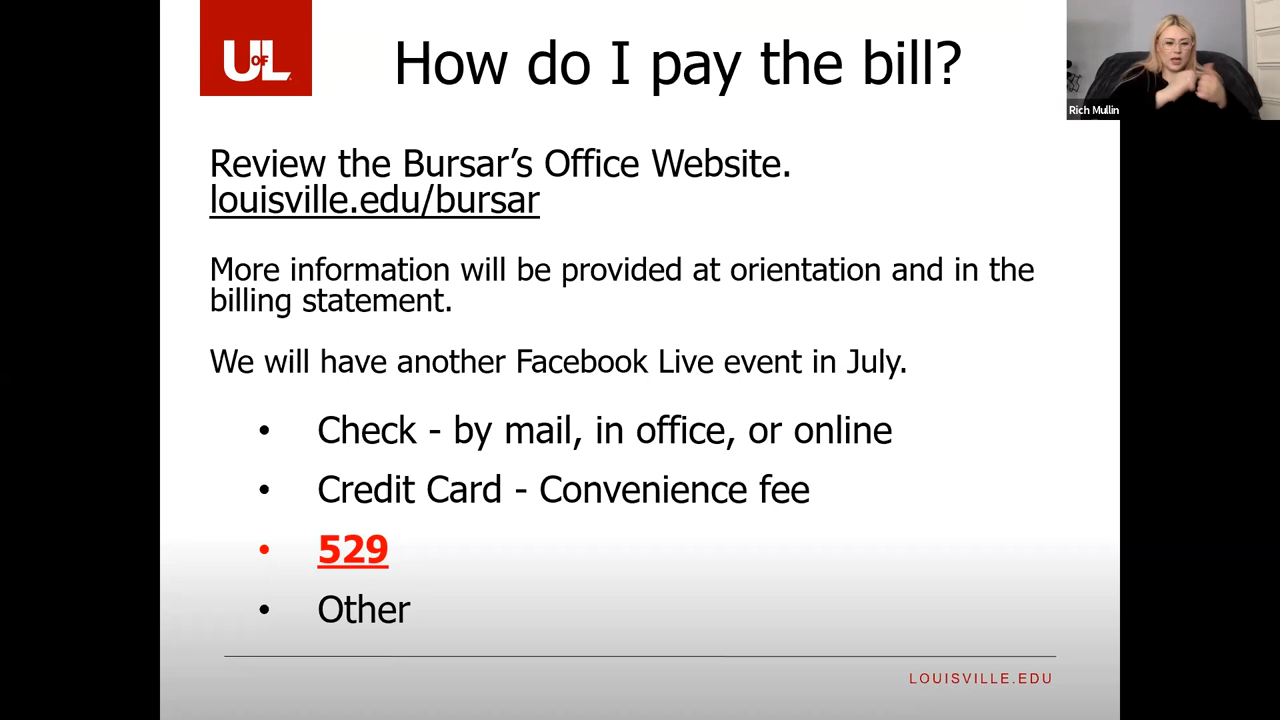 UOFL
How do I pay the bill?
Rich Mullin
Review the Bursar’s Office Website.
louisville.edu/bursar
More information will be provided at orientation and in the
billing statement.
We will have another Facebook Live event in July.
• Check - by mail, in office, or online
• Credit Card - Convenience fee
• 529
• Other
LOUISVILLE.EDU